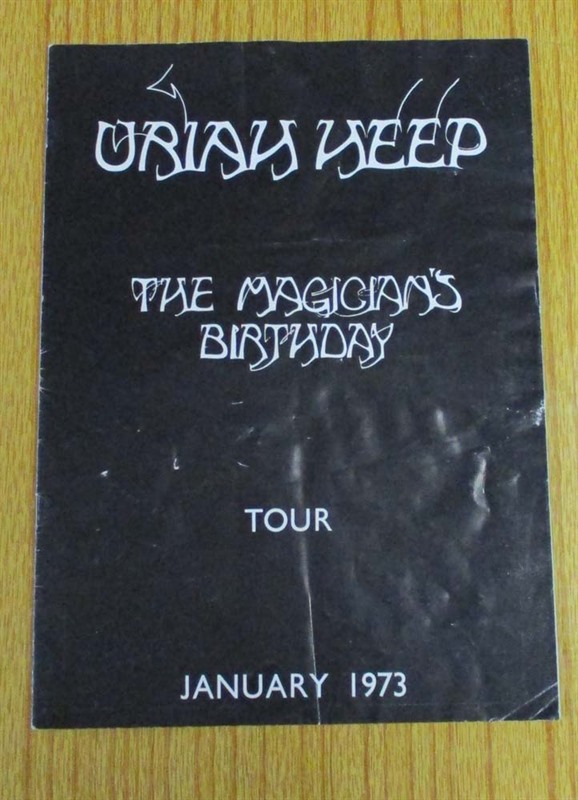 URIAH HEEP
THE MAGICIAN'S
BIRTHDAY
TOUR
JANUARY 1973